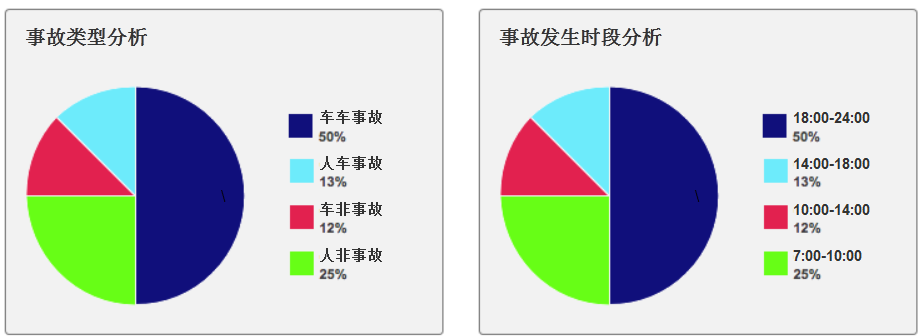 事故类型分析
车车事故
50%
人车事故
13%
车非事故
12%
人非事故
25%
事故发生时段分析
18:00-24:00
50%
14:00-18:00
13%
10:00-14:00
12%
7:00-10:00
25%